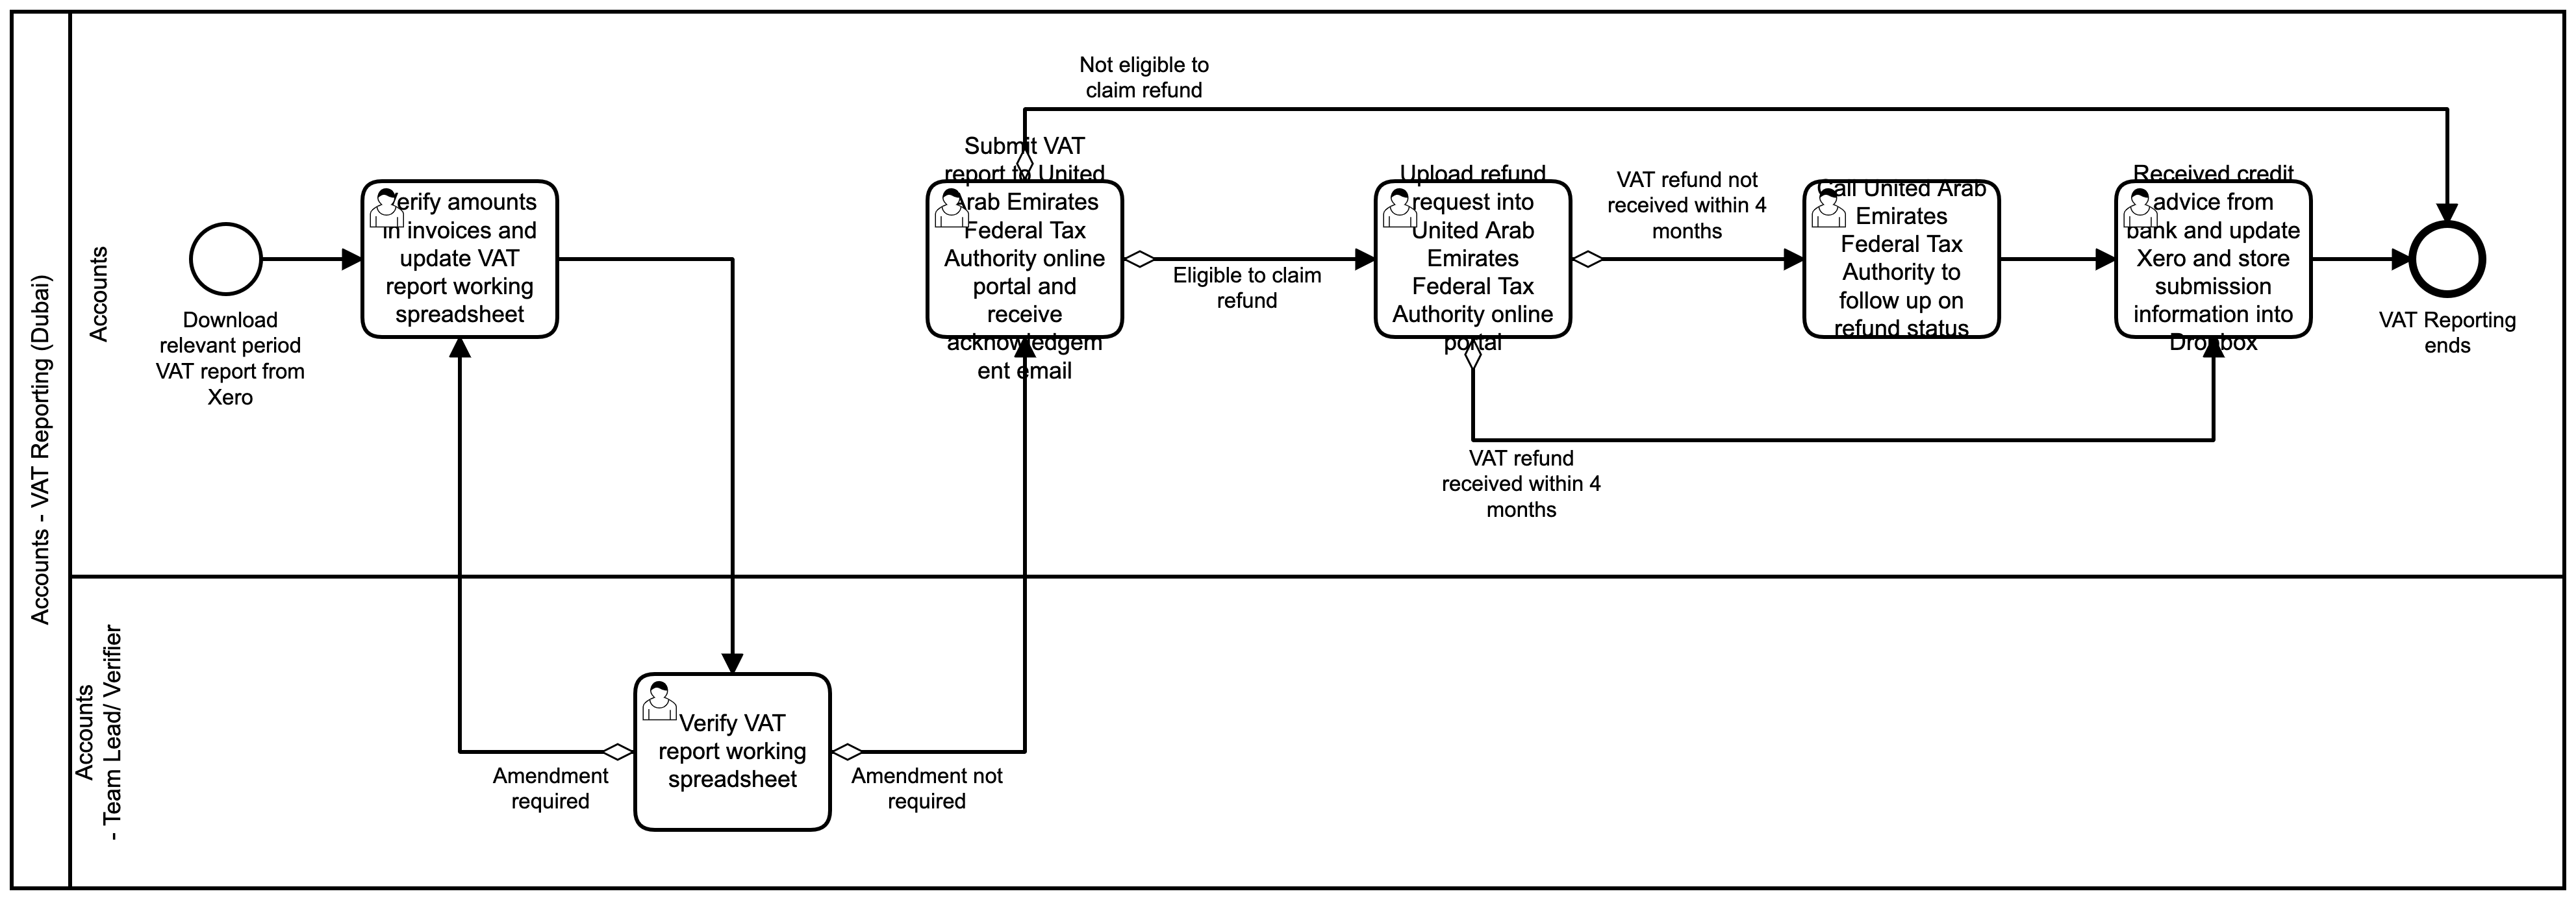 Accounts - VAT Reporting (Dubai)
Accounts
Download
relevant period
VAT report from
Xero
Verify amounts
in invoices and
update VAT
report working
spreadsheet
Not eligible to
claim refund
Submit VAT
report to United
Arab Emirates
Federal Tax
Authority online
portal and
receive
acknowledgem
ent email
Eligible to claim
refund
Upload refund
request into
United Arab
Emirates
Federal Tax
Authority online
portal
VAT refund not
received within 4
months
VAT refund
received within 4
months
Call United Arab
Emirates
Federal Tax
Authority to
follow up on
refund status
Received credit
advice from
bank and update
Xero and store
submission
information into
Dropbox
VAT Reporting
ends
Accounts
- Team Lead/ Verifier
Amendment
required
Verify VAT
report working
spreadsheet
Amendment not
required